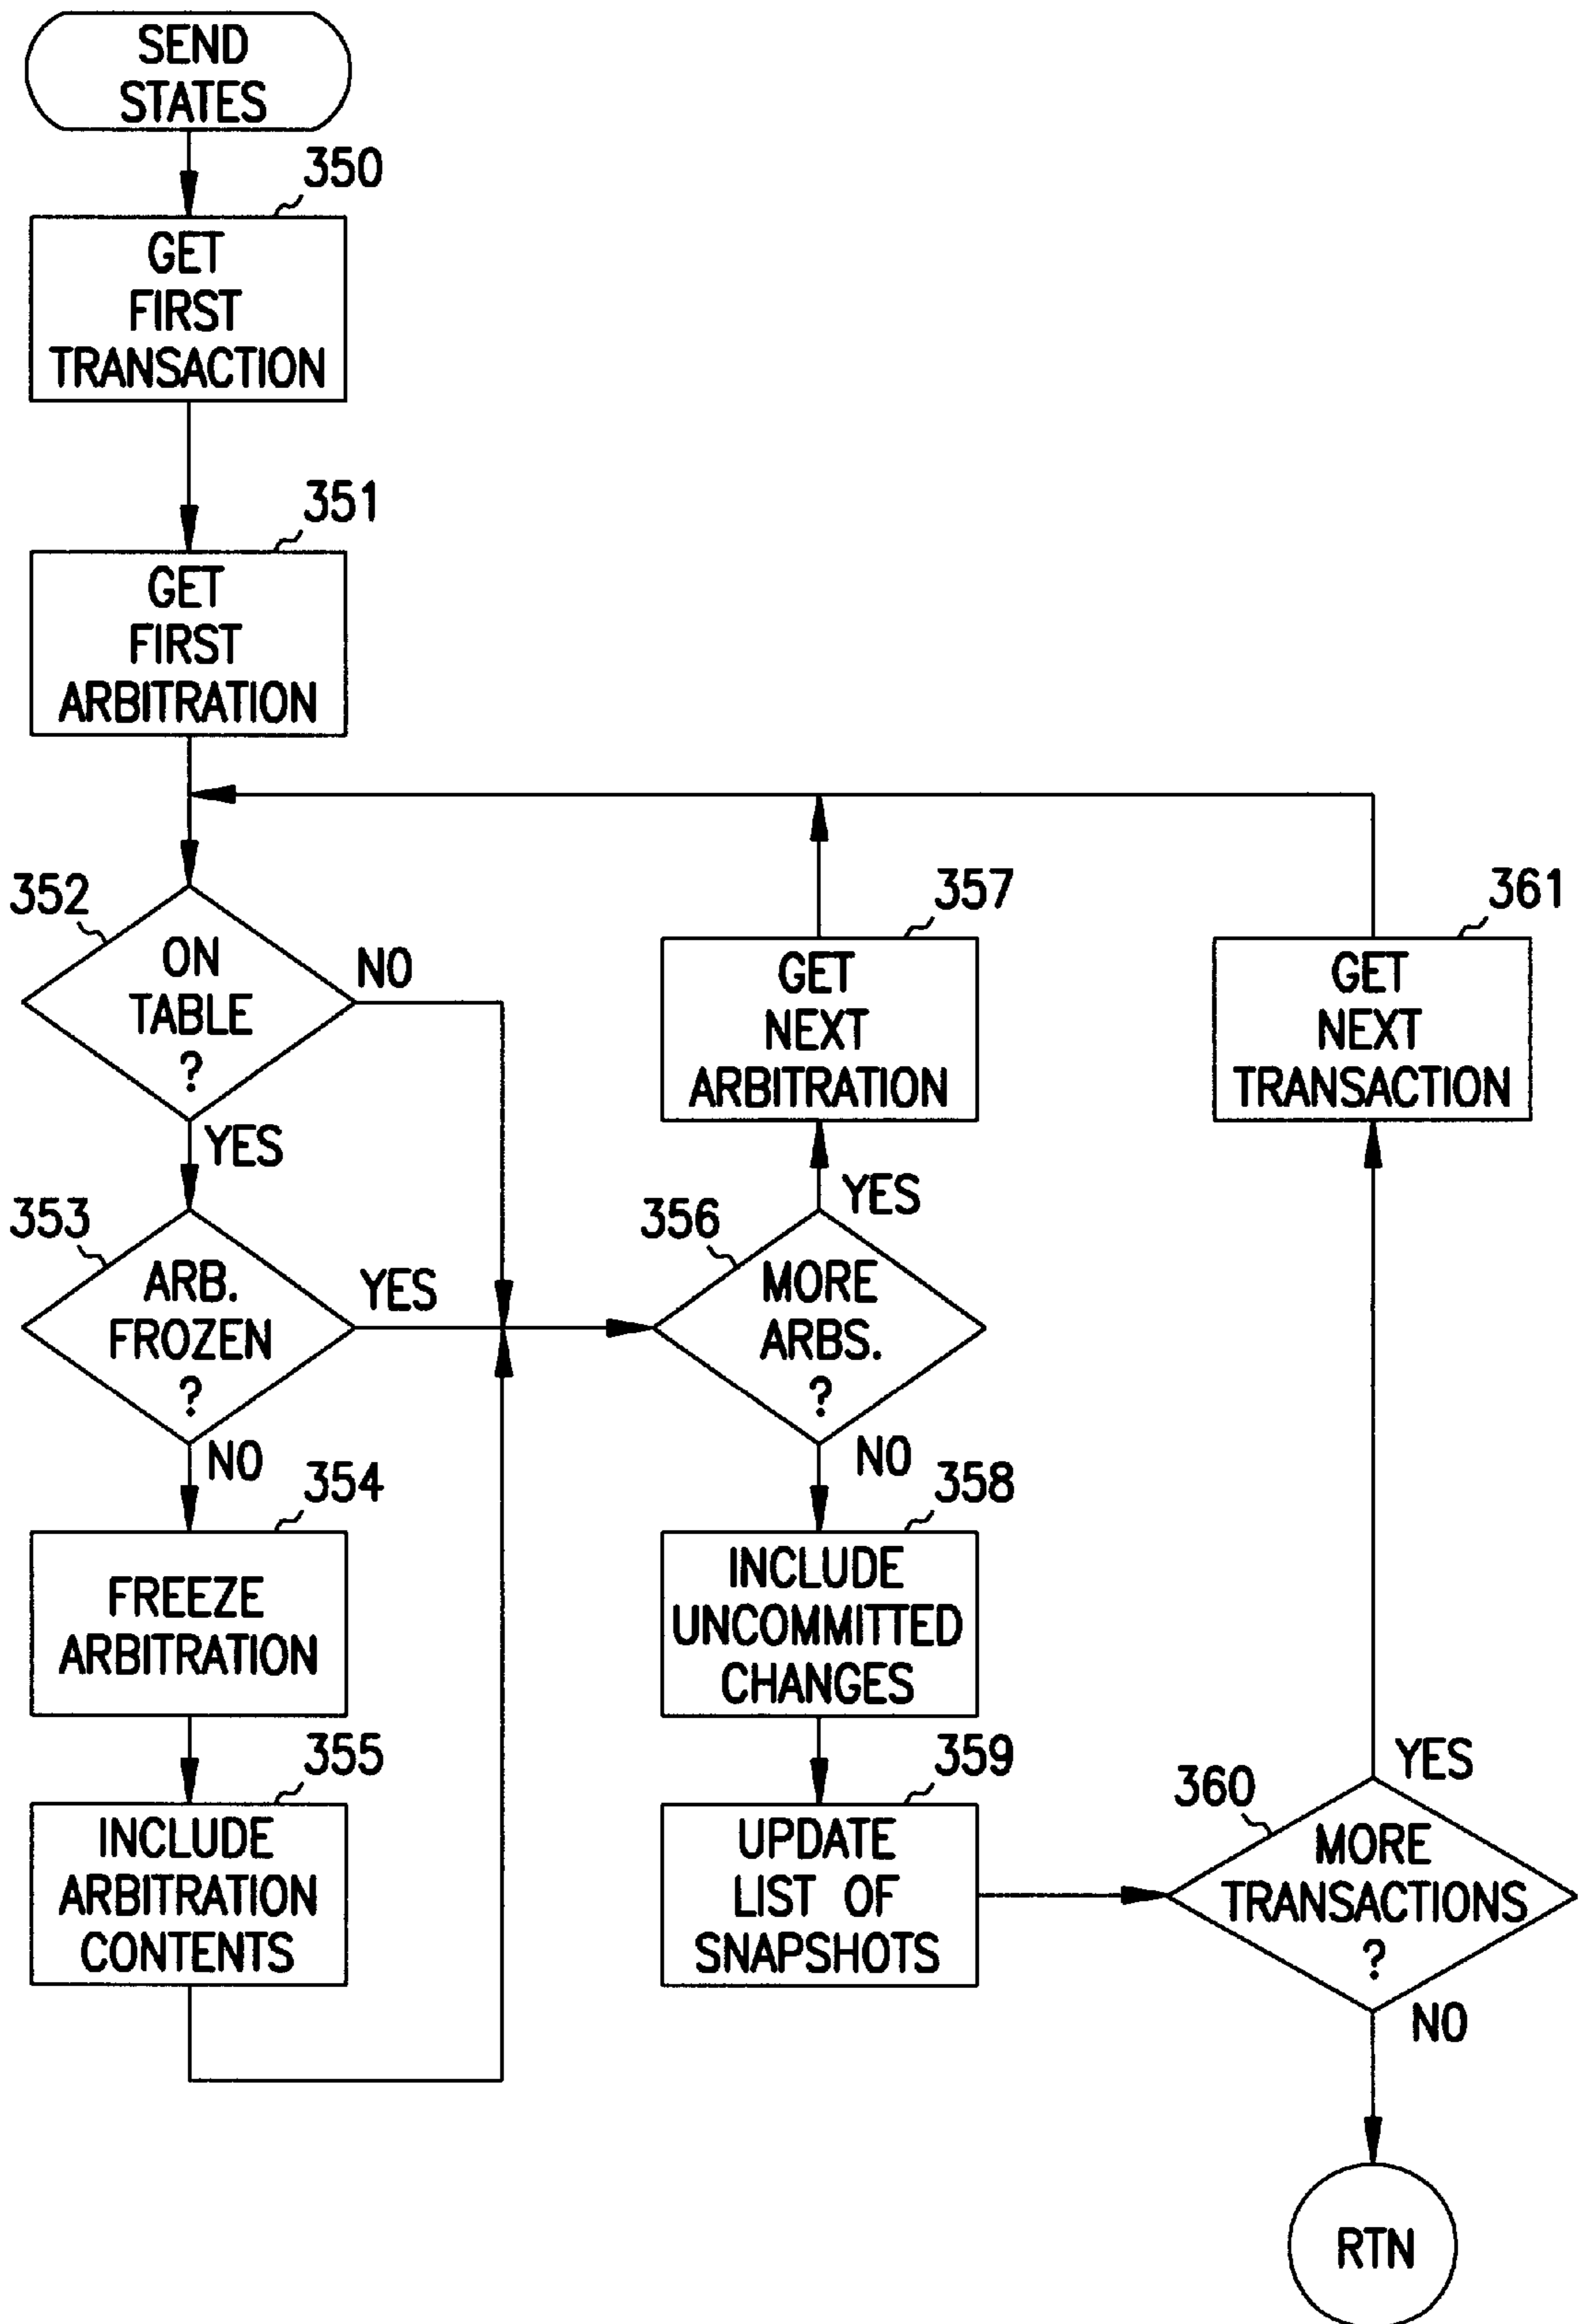 SEND
STATES
350
GET
FIRST
TRANSACTION
351
GET
FIRST
ARBITRATION
352
ON
TABLE
?
NO
YES
353
ARB.
FROZEN
?
YES
NO
354
FREEZE
ARBITRATION
355
INCLUDE
ARBITRATION
CONTENTS
357
GET
NEXT
ARBITRATION
YES
356
MORE
ARBS.
?
NO
358
INCLUDE
UNCOMMITTED
CHANGES
359
UPDATE
LIST OF
SNAPSHOTS
361
GET
NEXT
TRANSACTION
YES
360
MORE
TRANSACTIONS
?
NO
RTN